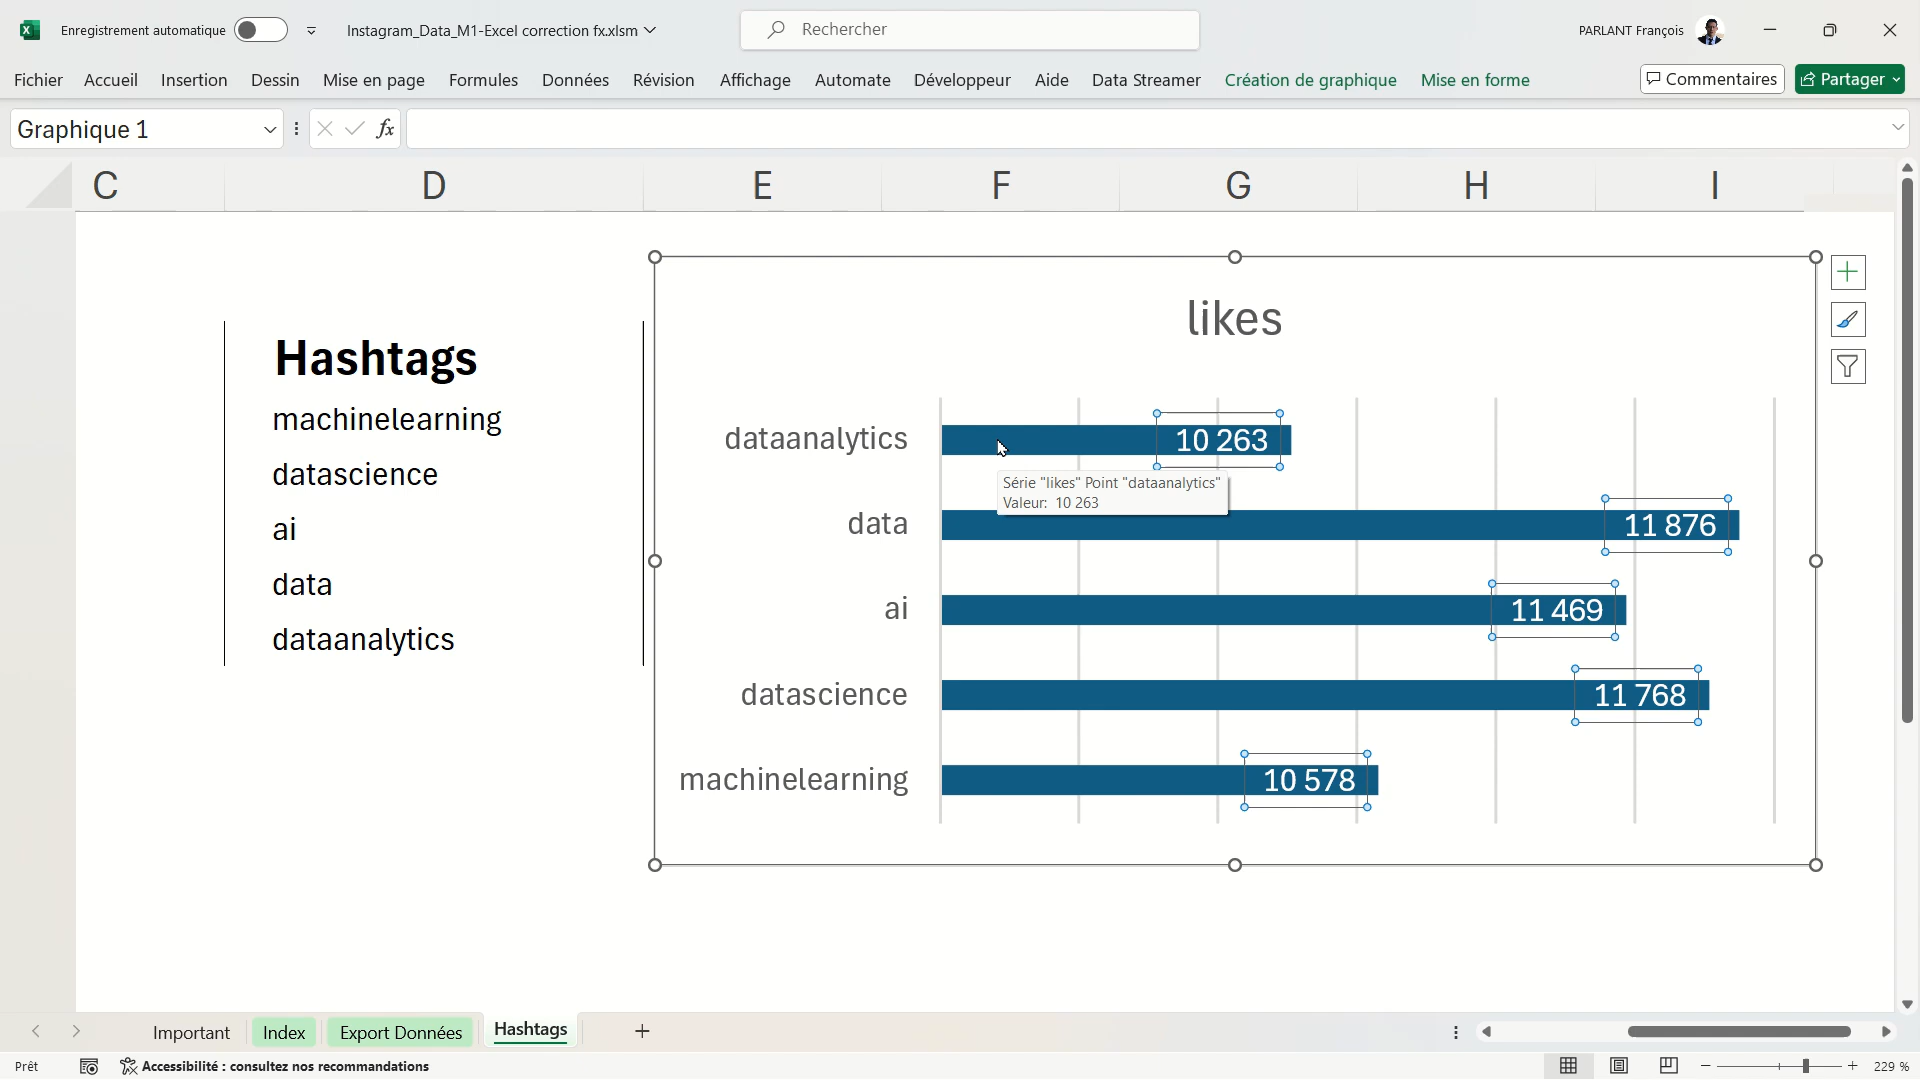 Enregistrement automatique
Instagram_Data_M1-Excel correction fx.xlsm
Rechercher
PARLANT François
Fichier Accueil Insertion Dessin Mise en page Formules Données Révision Affichage Automate Développeur Aide Data Streamer Création de graphique Mise en forme
Commentaires
Partager
Graphique 1
fx
C D E F G H I
Hashtags
machinelearning
datascience
ai
data
dataanalytics
likes
dataanalytics 10 263
Série "likes" Point "dataanalytics"
Valeur: 10 263
data 11 876
ai 11 469
datascience 11 768
machinelearning 10 578
Important Index Export Données Hashtags
Prêt
Accessibilité : consultez nos recommandations
229 %